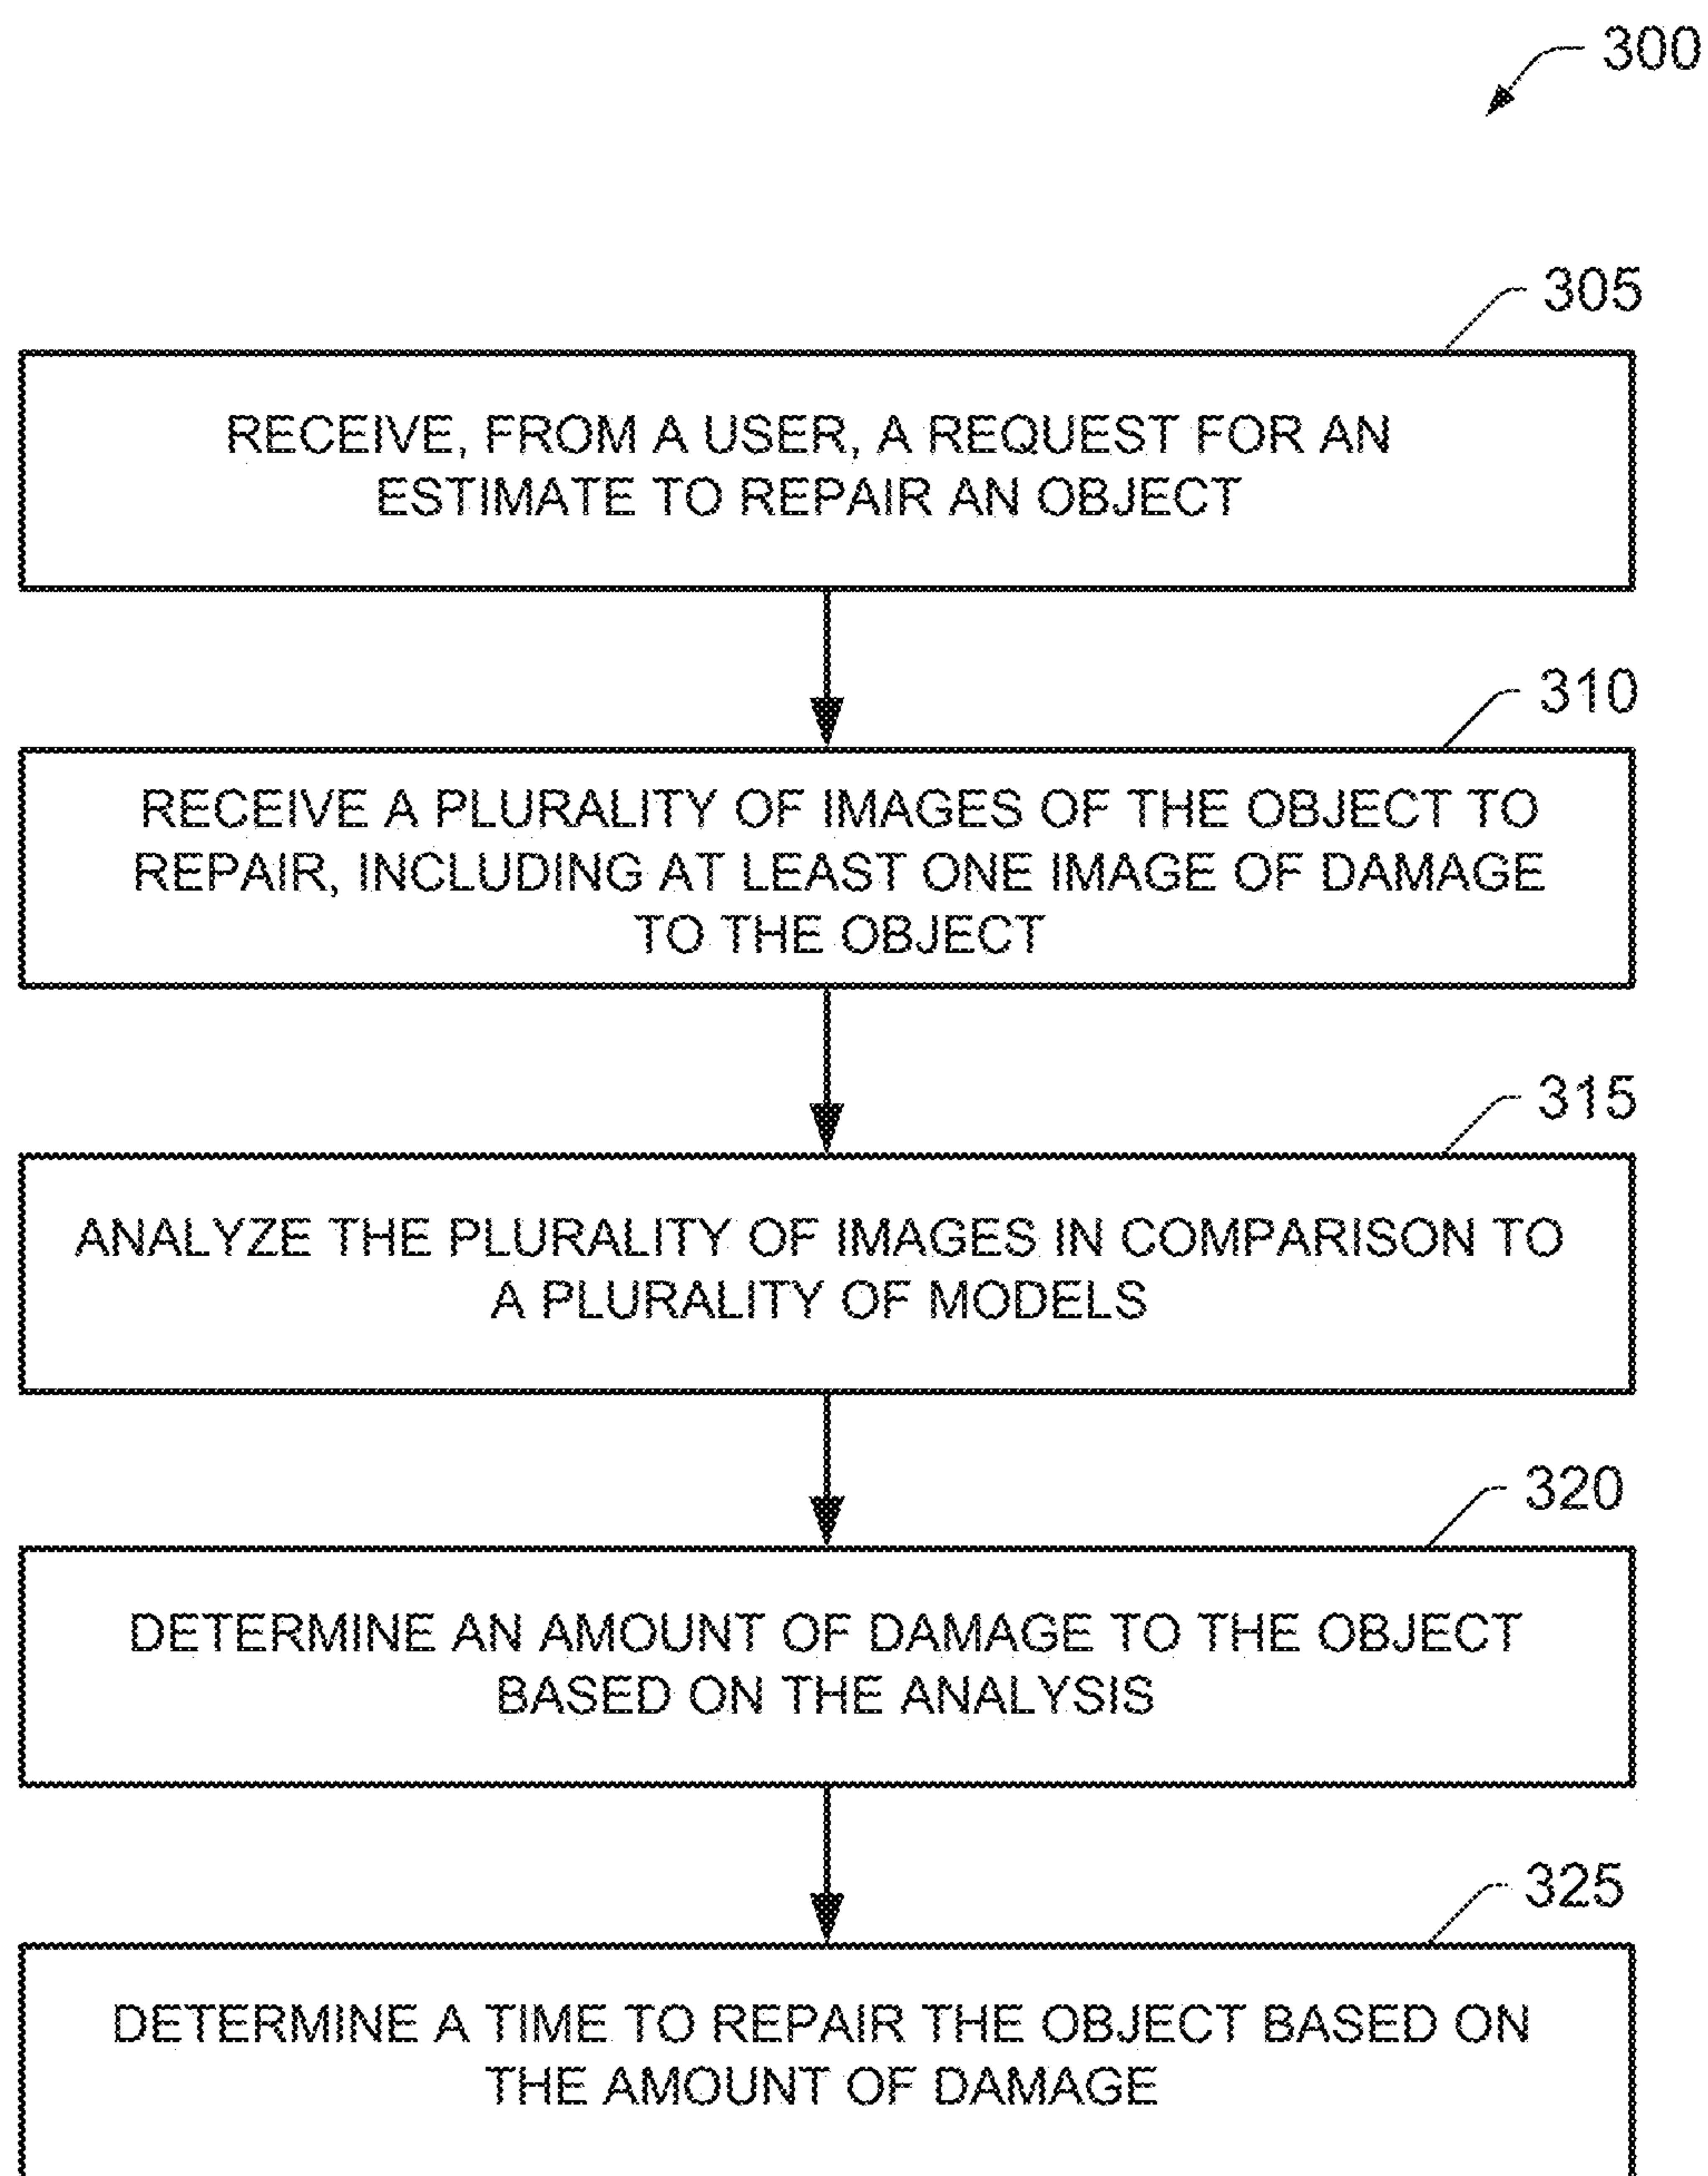 300
305
RECEIVE, FROM A USER, A REQUEST FOR AN
ESTIMATE TO REPAIR AN OBJECT
310
RECEIVE A PLURALITY OF IMAGES OF THE OBJECT TO
REPAIR, INCLUDING AT LEAST ONE IMAGE OF DAMAGE
TO THE OBJECT
315
ANALYZE THE PLURALITY OF IMAGES IN COMPARISON TO
A PLURALITY OF MODELS
320
DETERMINE AN AMOUNT OF DAMAGE TO THE OBJECT
BASED ON THE ANALYSIS
325
DETERMINE A TIME TO REPAIR THE OBJECT BASED ON
THE AMOUNT OF DAMAGE